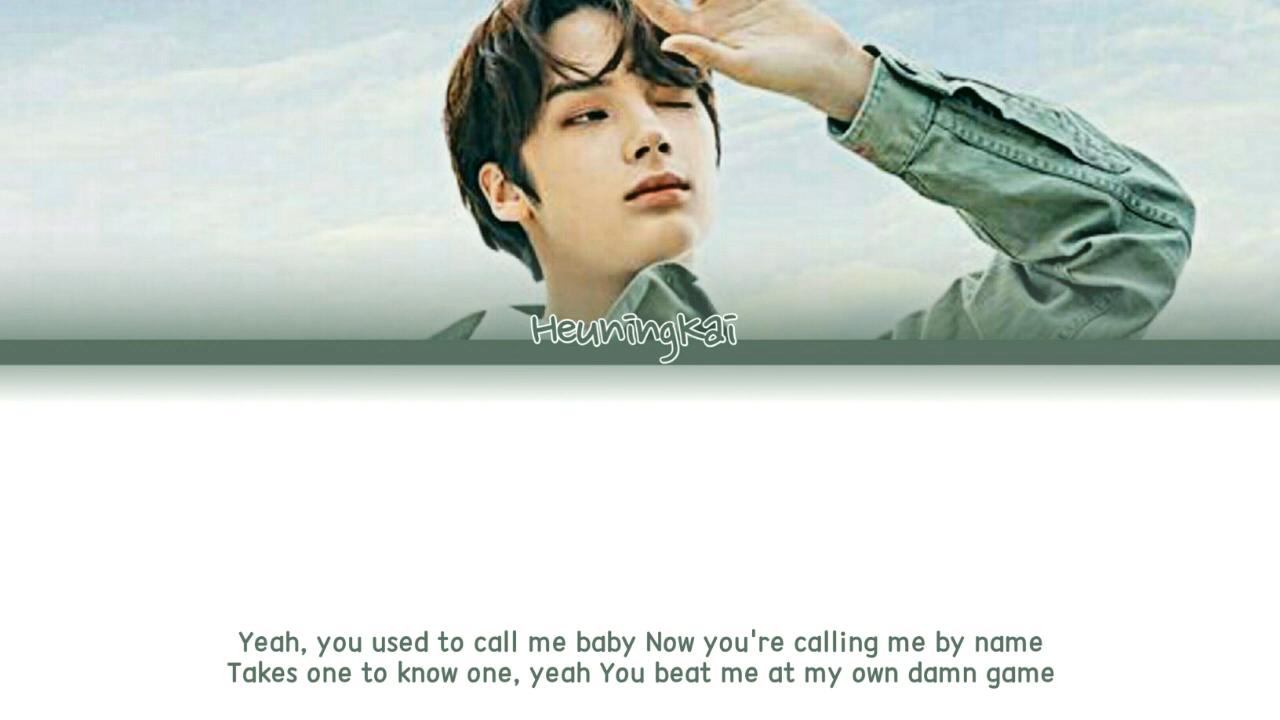 HeuningKai
Yeah, you used to call me baby Now you're calling me by name
Takes one to know one, yeah You beat me at my own damn game